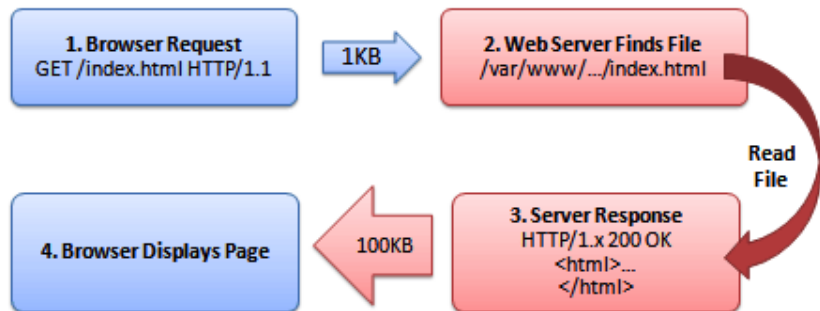 1. Browser Request
GET /index.html HTTP/1.1
1KB
2. Web Server Finds File
/var/www/.../index.html
Read
File
3. Server Response
HTTP/1.x 200 OK
<html>...
</html>
100KB
4. Browser Displays Page